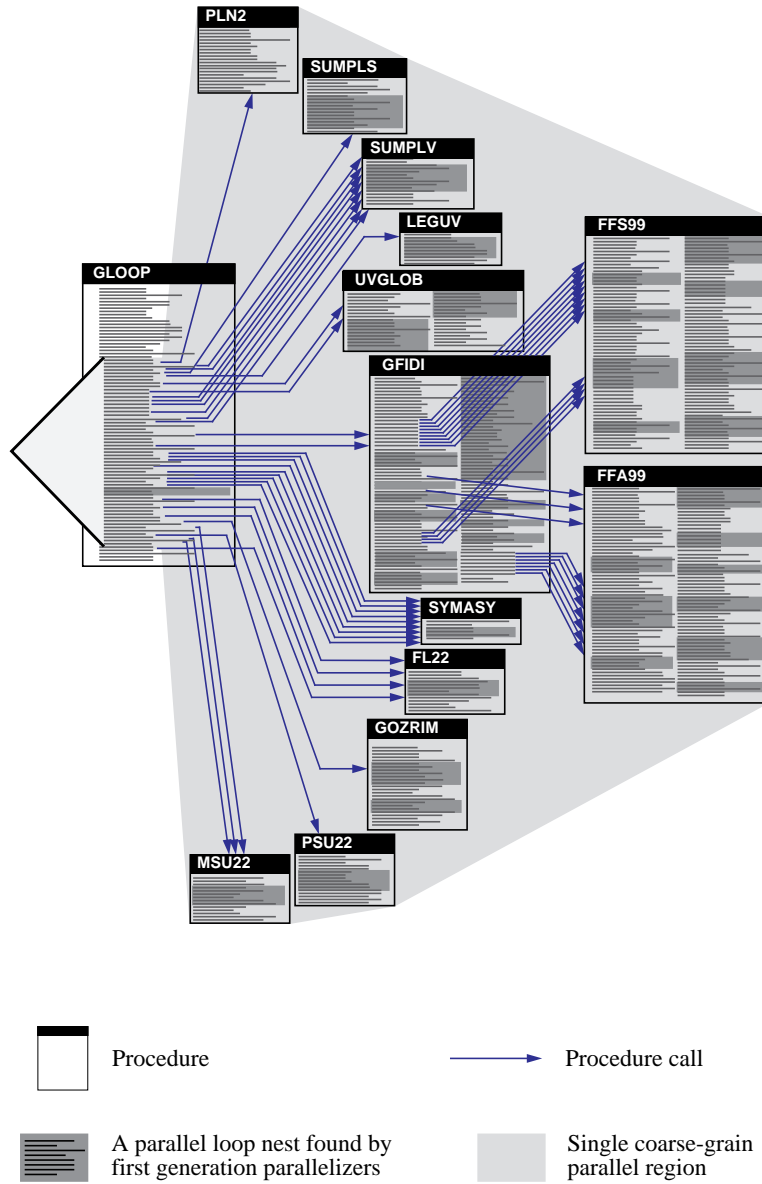 PLN2
SUMPLS
SUMPLV
LEGUV
FFS99
GLOOP
UVGLOB
GFIDI
FFA99
SYMASY
FL22
GOZRIM
PSU22
MSU22
Procedure
Procedure call
A parallel loop nest found by
first generation parallelizers
Single coarse-grain
parallel region